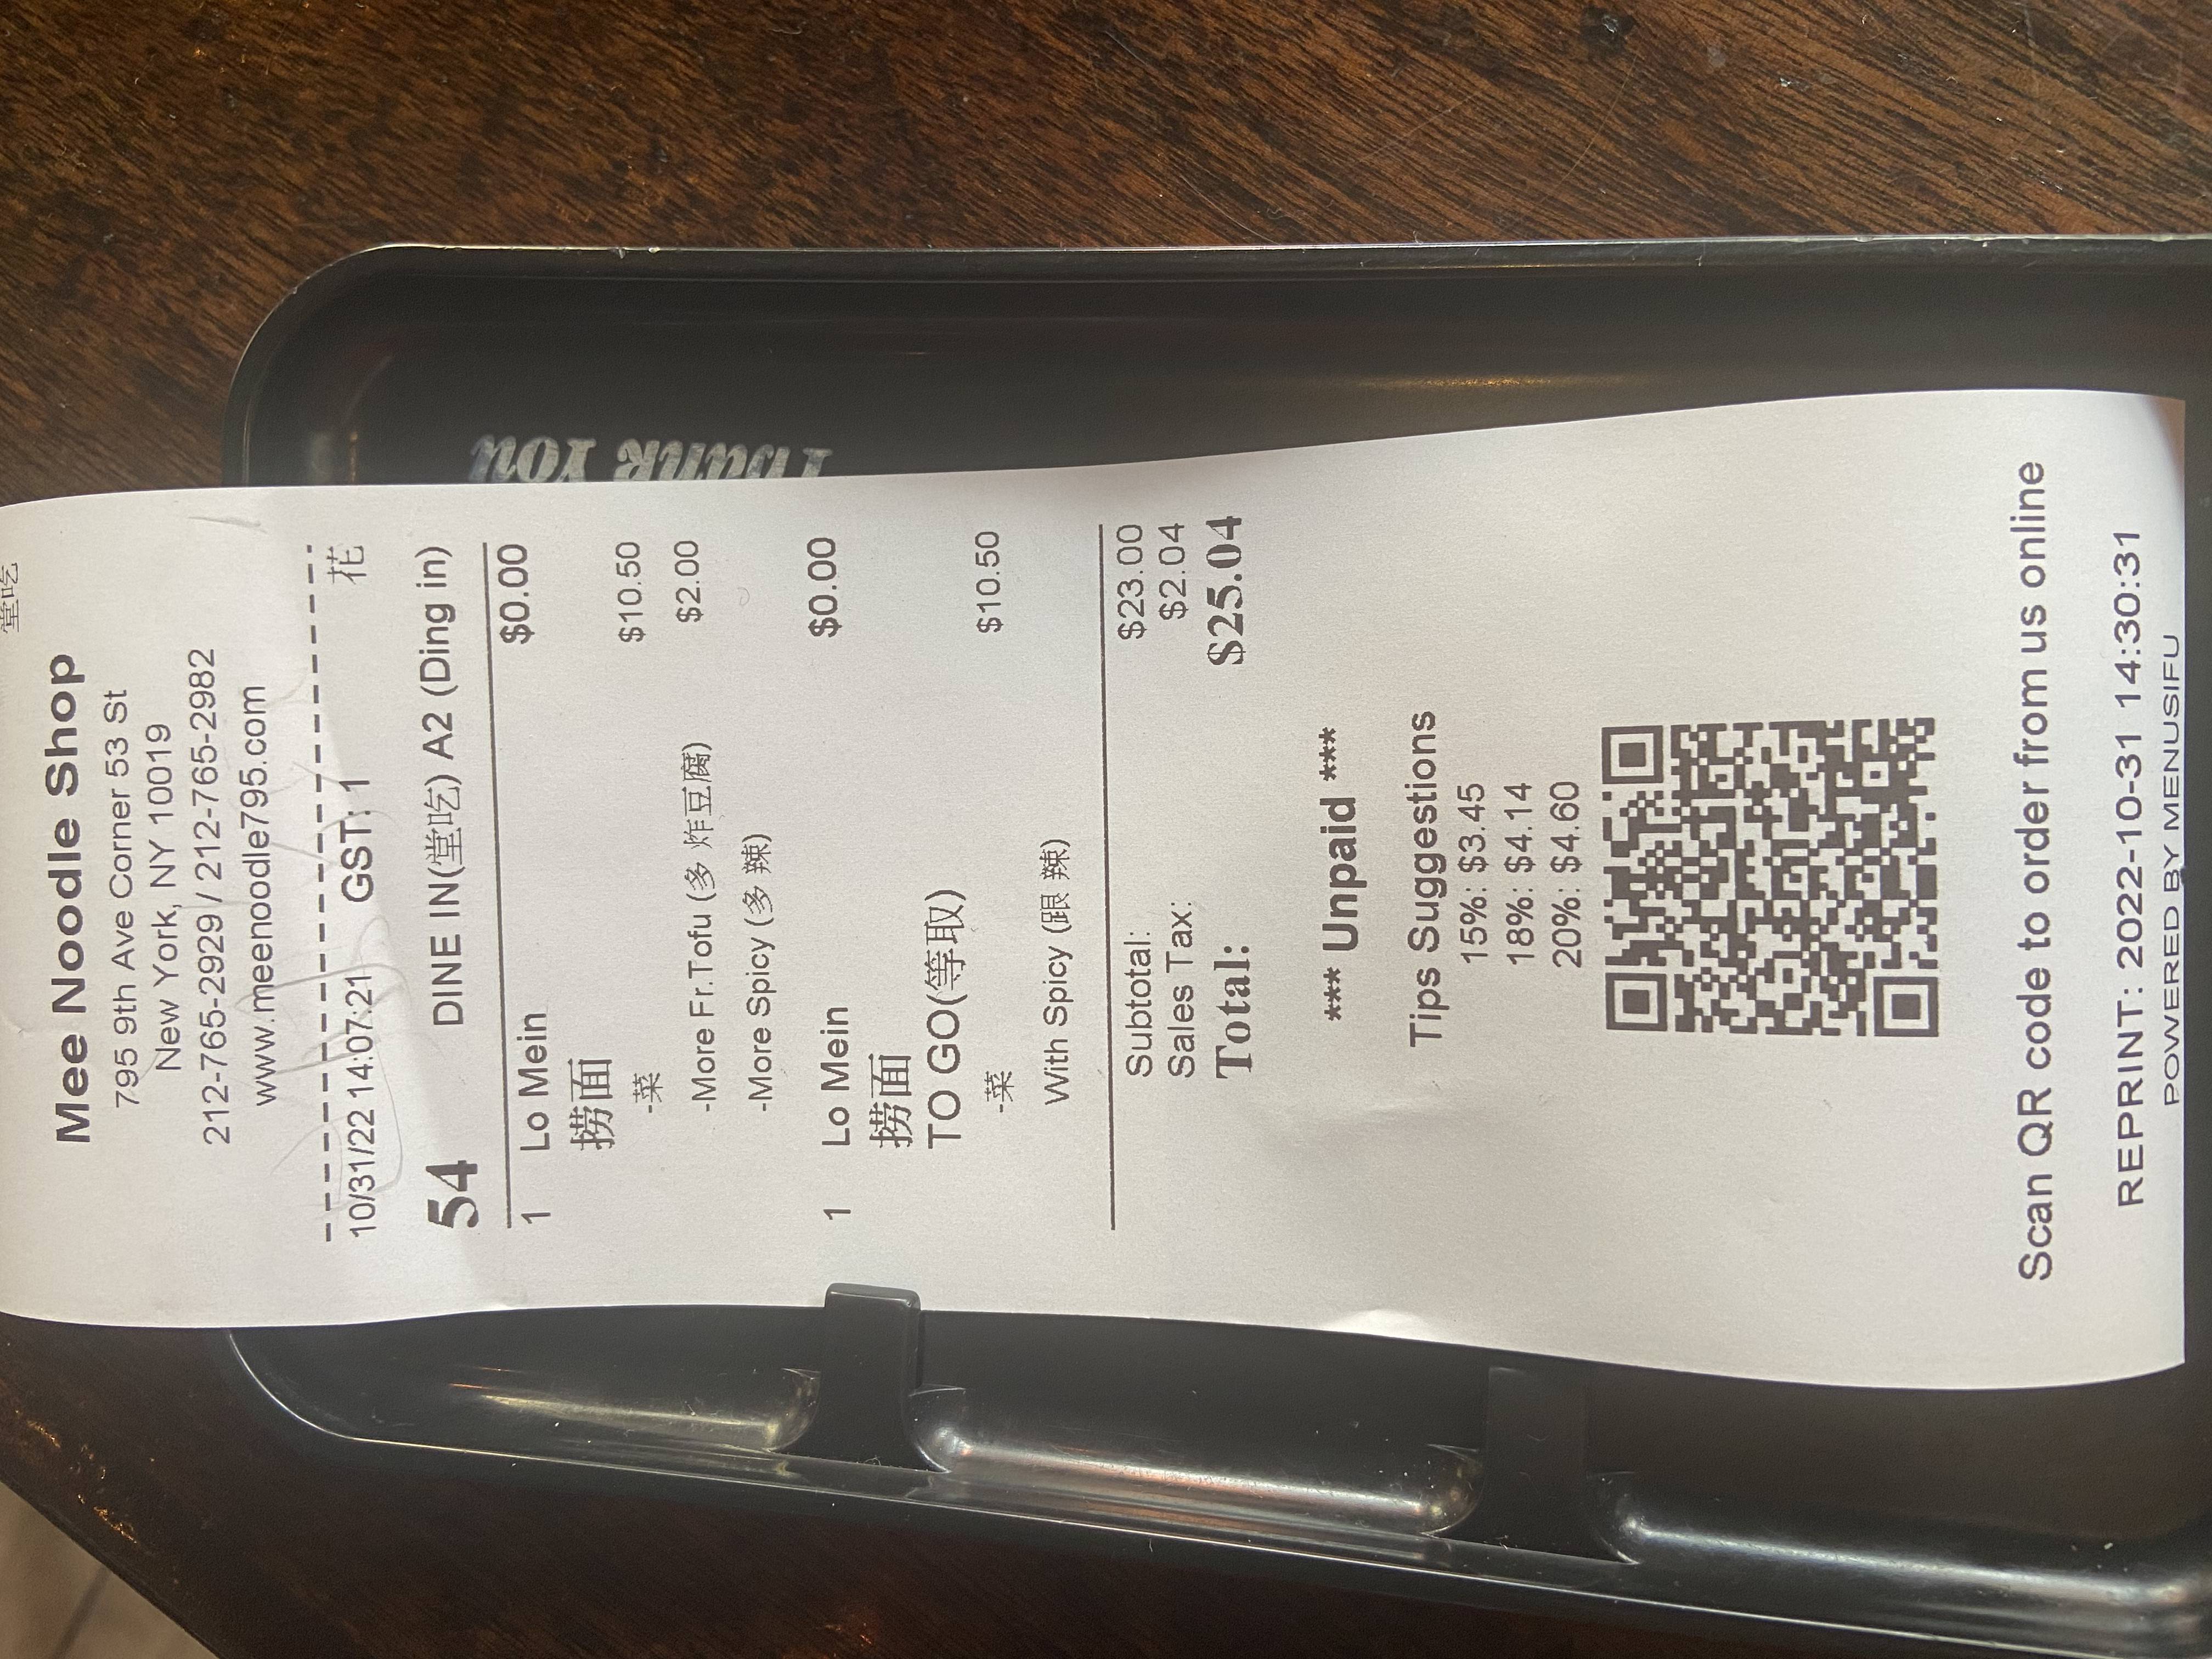 堂吃
Mee Noodle Shop
795 9th Ave Corner 53 St
New York, NY 10019
212-765-2929 / 212-765-2982
www.meenoodle795.com
10/31/22 14:07:21 GST: 1 花
54 DINE IN(堂吃) A2 (Ding in)
1 Lo Mein $0.00
捞面
-菜 $10.50
-More Fr.Tofu (多 炸豆腐) $2.00
-More Spicy (多 辣)
1 Lo Mein $0.00
捞面
TO GO(等取)
-菜 $10.50
With Spicy (跟 辣)
Subtotal: $23.00
Sales Tax: $2.04
Total: $25.04
*** Unpaid ***
Tips Suggestions
15%: $3.45
18%: $4.14
20%: $4.60
Scan QR code to order from us online
REPRINT: 2022-10-31 14:30:31
POWERED BY MENUSIFU
Thank You